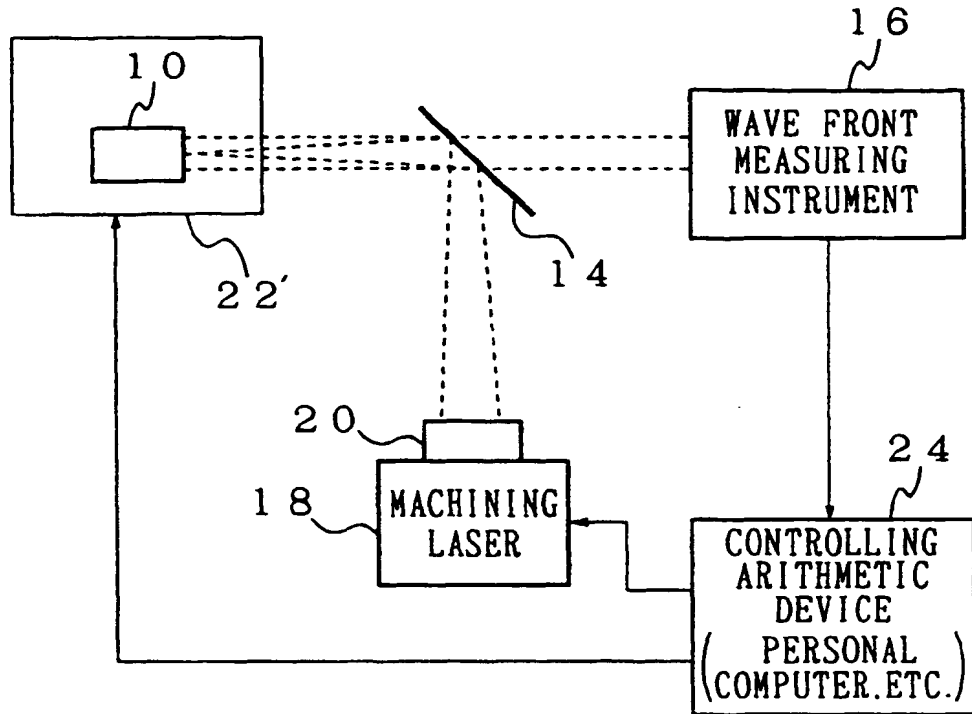 10
16
WAVE FRONT
MEASURING
INSTRUMENT
14
22'
20
18
MACHINING
LASER
24
CONTROLLING
ARITHMETIC
DEVICE
(PERSONAL
COMPUTER.ETC.)